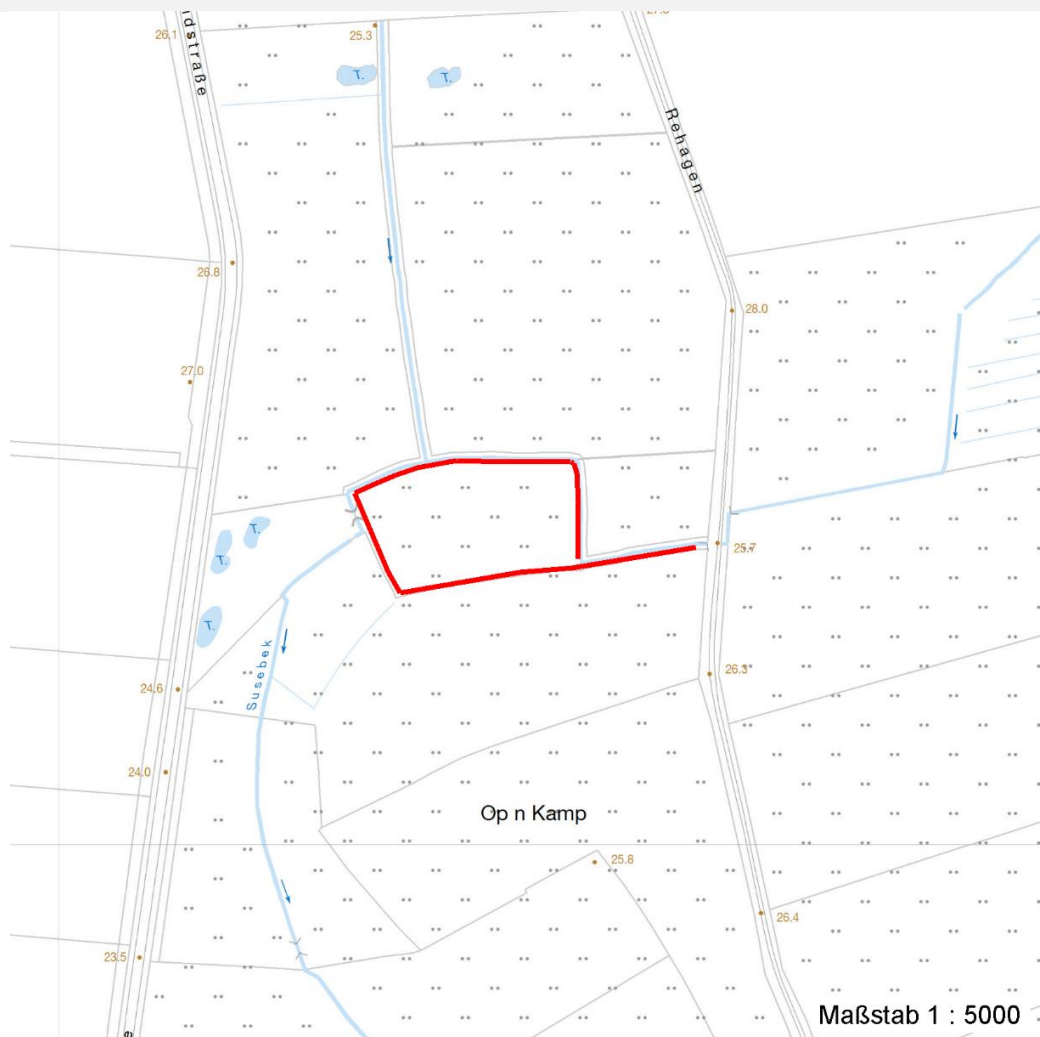 26.1
dstraße
25.3
T.
T.
Rehagen
26.8
28.0
27.0
T.
T.
25.7
T.
Susebek
26.3
24.6
24.0
Op n Kamp
25.8
26.4
23.5
Maßstab 1 : 5000